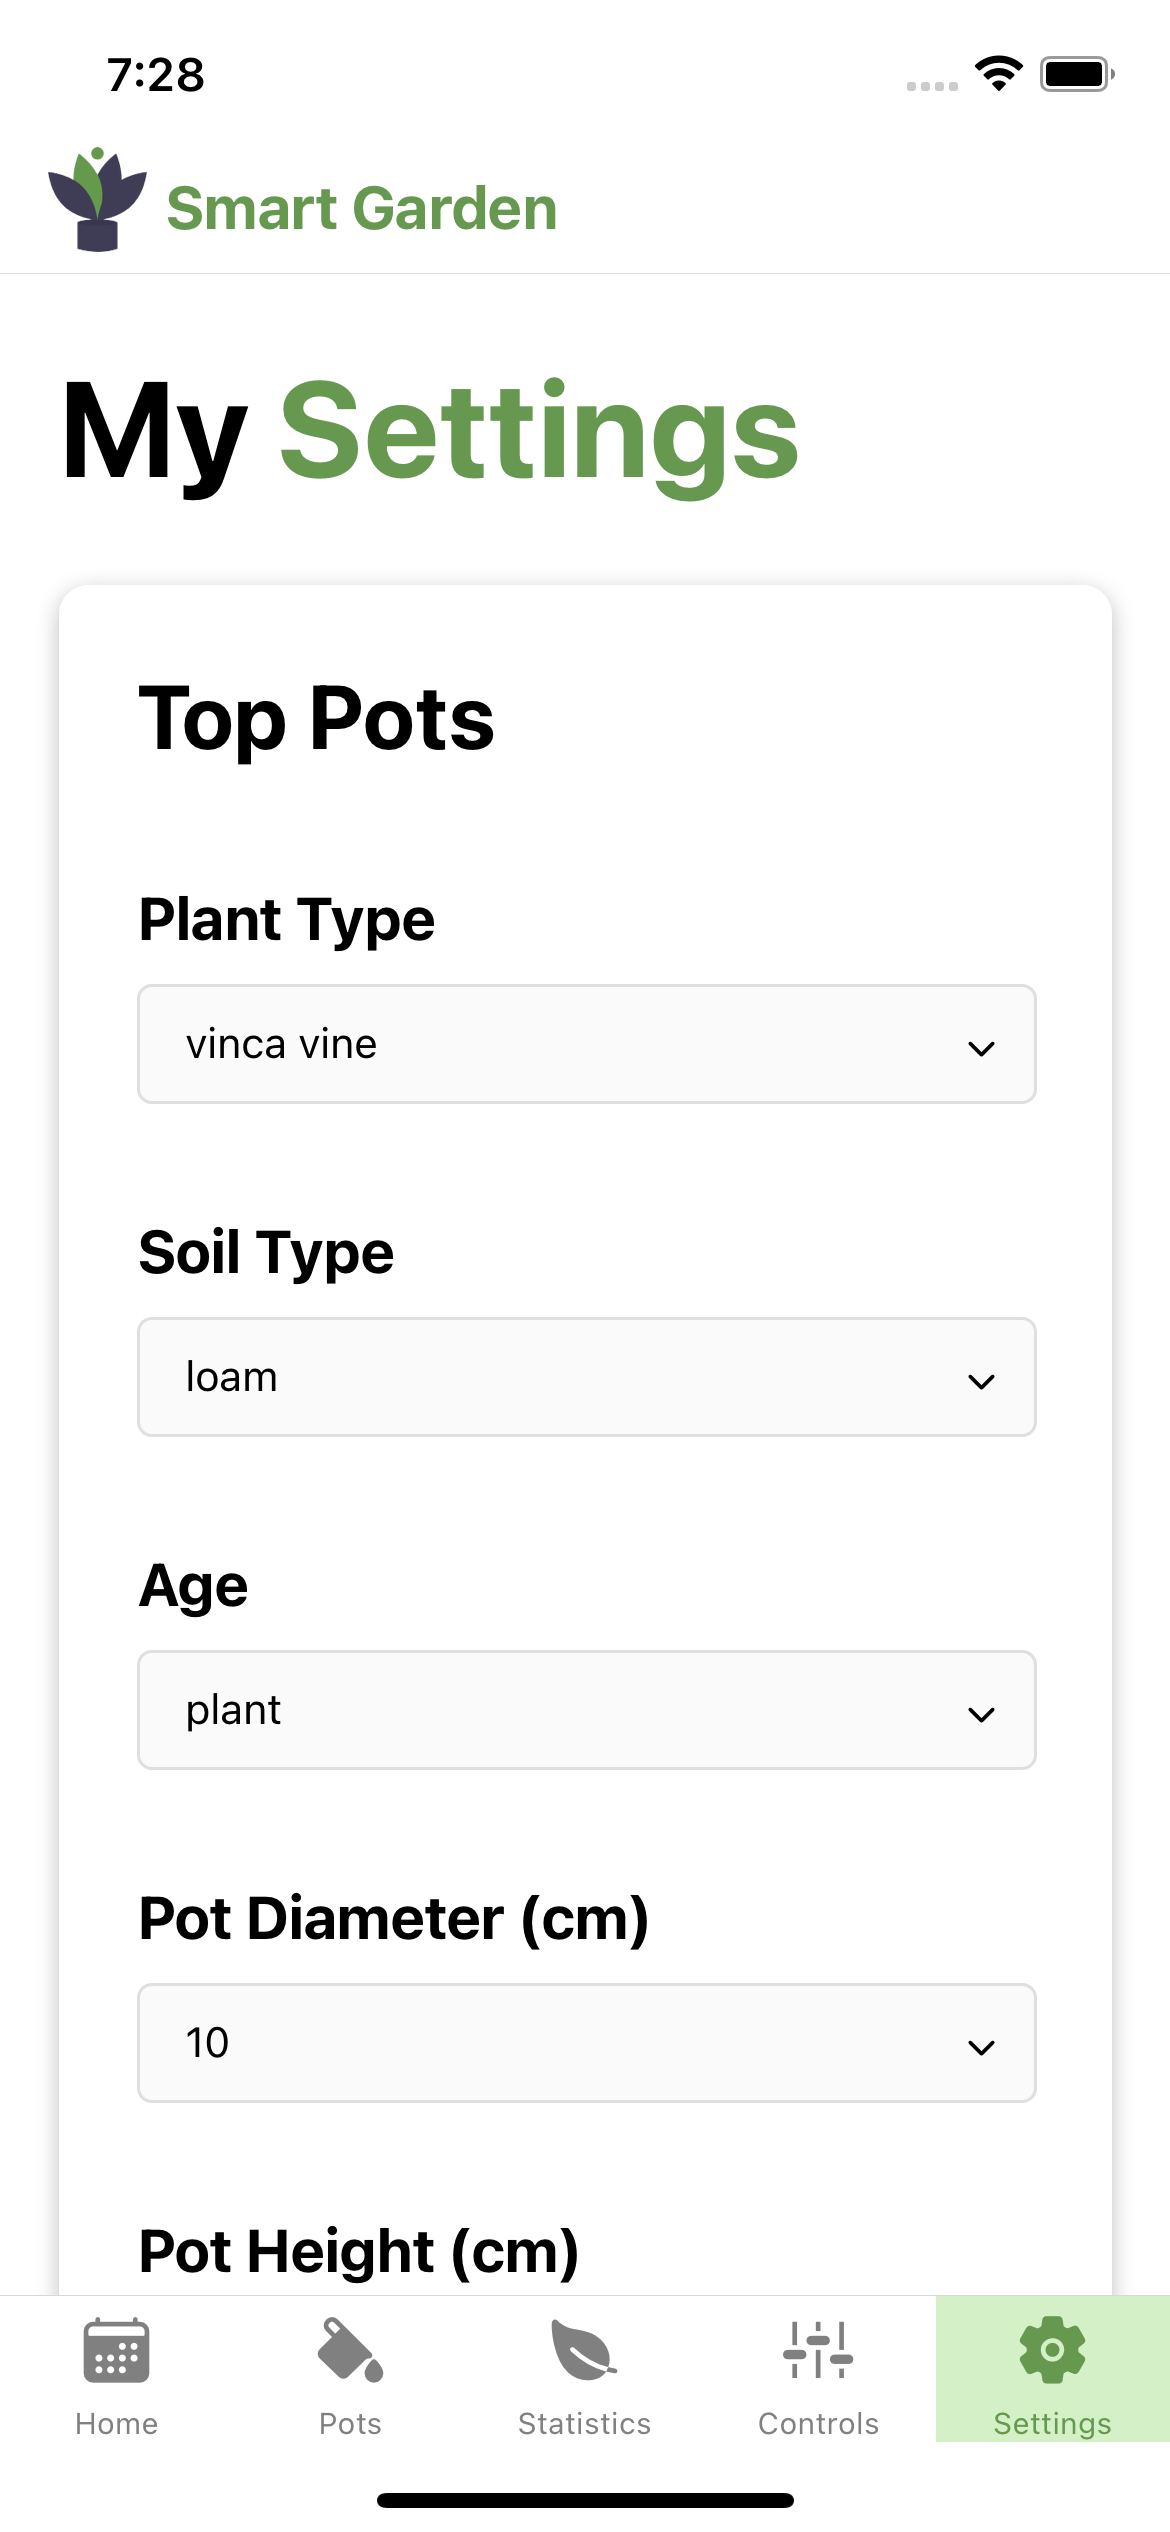 7:28
Smart Garden
My Settings
Top Pots
Plant Type
vinca vine
Soil Type
loam
Age
plant
Pot Diameter (cm)
10
Pot Height (cm)
Home
Pots
Statistics
Controls
Settings